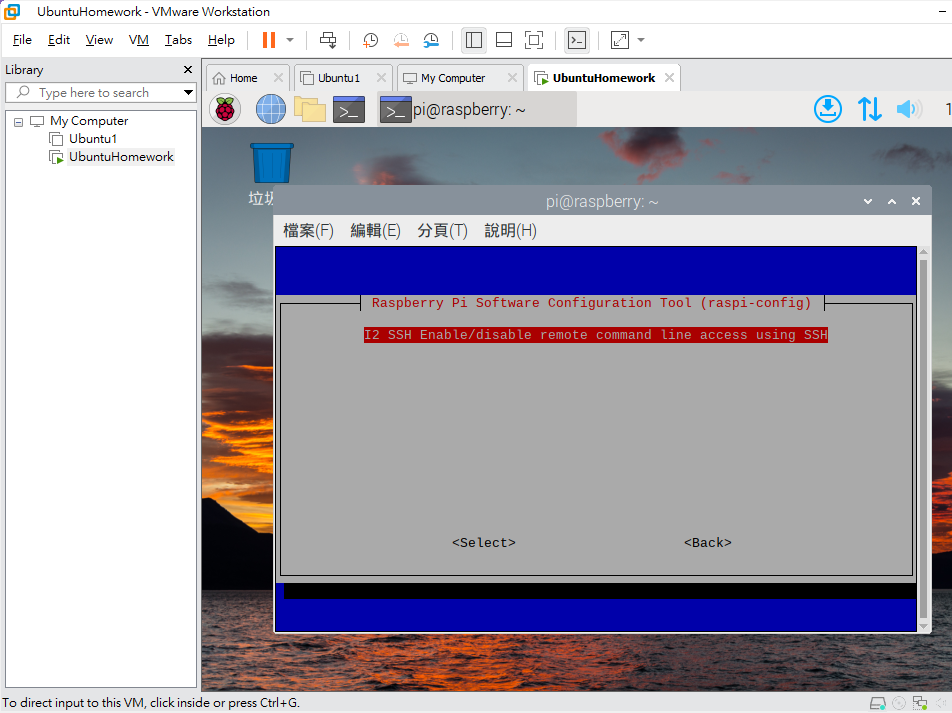 UbuntuHomework - VMware Workstation
File Edit View VM Tabs Help
Library
Type here to search
My Computer
Ubuntu1
UbuntuHomework
Home Ubuntu1 My Computer UbuntuHomework
pi@raspberry: ~
pi@raspberry: ~
檔案(F) 編輯(E) 分頁(T) 說明(H)
Raspberry Pi Software Configuration Tool (raspi-config)
I2 SSH Enable/disable remote command line access using SSH
<Select> <Back>
To direct input to this VM, click inside or press Ctrl+G.